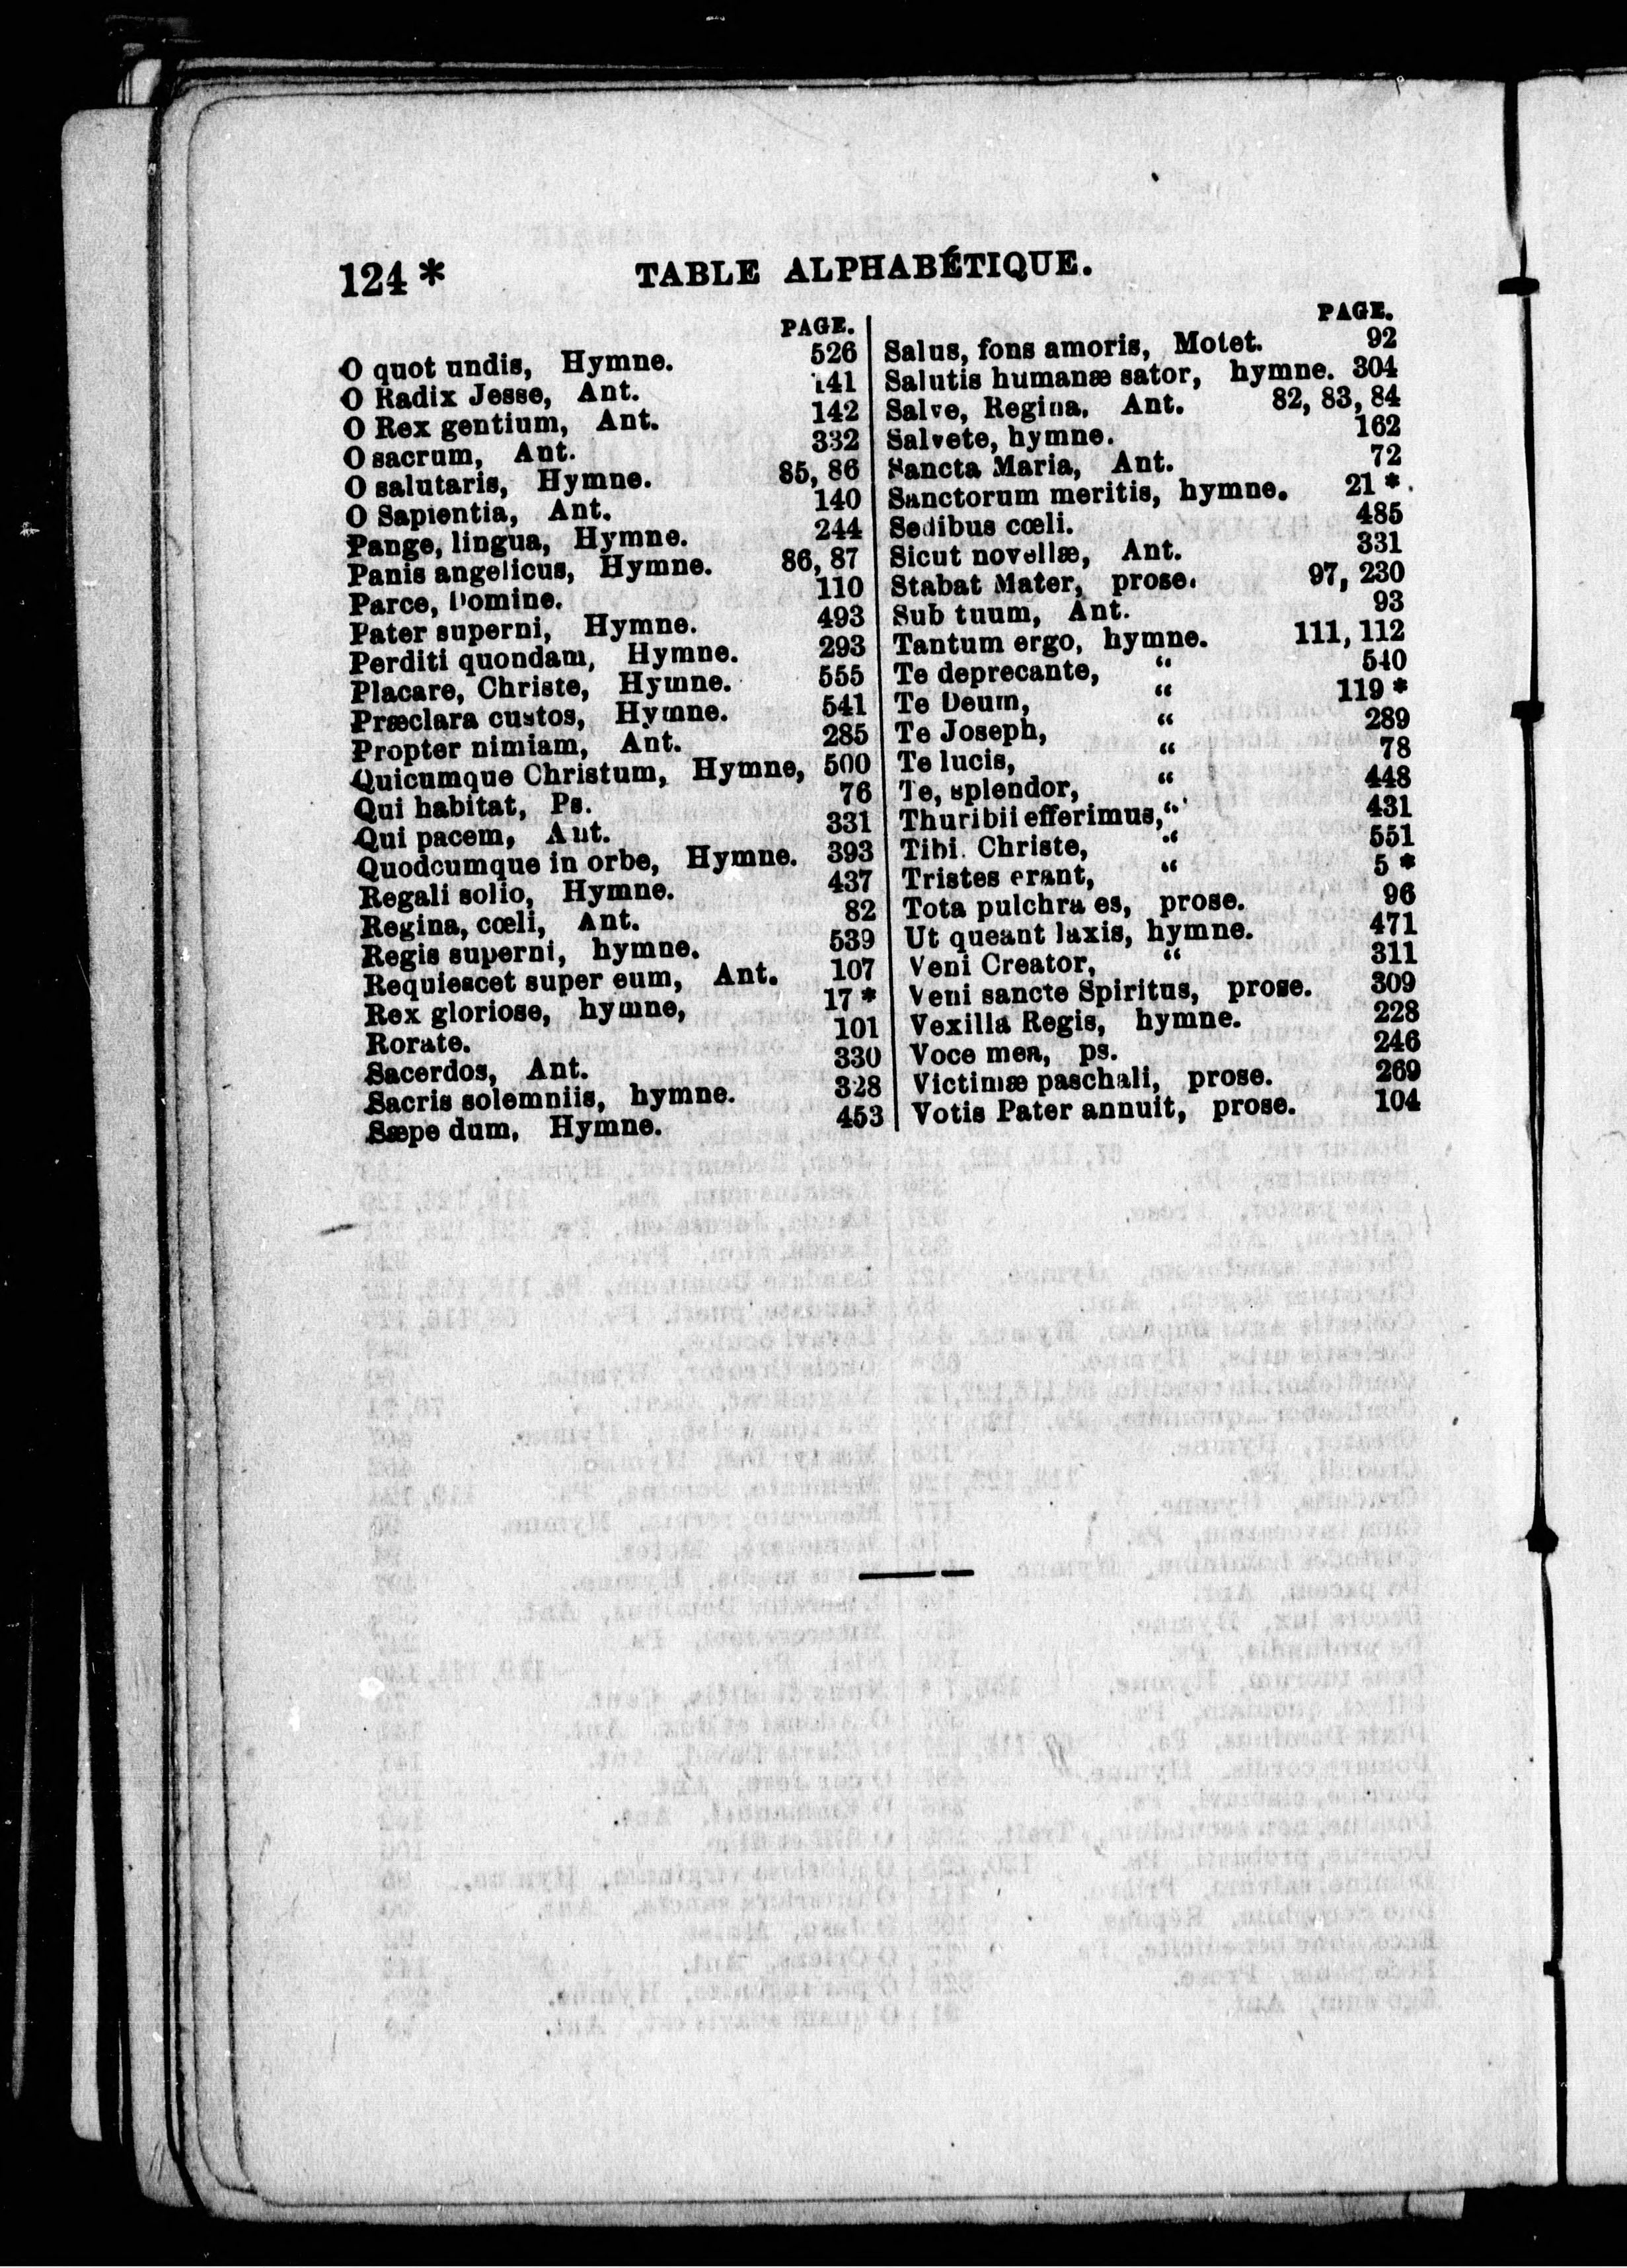 124 *
TABLE ALPHABÉTIQUE.
PAGE.
O quot undis, Hymne. 526
O Radix Jesse, Ant. 141
O Rex gentium, Ant. 142
O sacrum, Ant. 332
O salutaris, Hymne. 85, 86
O Sapientia, Ant. 140
Pange, lingua, Hymne. 244
Panis angelicus, Hymne. 86, 87
Parce, Domine. 110
Pater superni, Hymne. 493
Perditi quondam, Hymne. 293
Placare, Christe, Hymne. 555
Præclara custos, Hymne. 541
Propter nimiam, Ant. 285
Quicumque Christum, Hymne, 500
Qui habitat, Ps. 76
Qui pacem, Ant. 331
Quodcumque in orbe, Hymne. 393
Regali solio, Hymne. 437
Regina, cœli, Ant. 82
Regis superni, hymne. 539
Requiescet super eum, Ant. 107
Rex gloriose, hymne, 17 *
Rorate. 101
Sacerdos, Ant. 330
Sacris solemniis, hymne. 328
Sæpe dum, Hymne. 453
PAGE.
Salus, fons amoris, Motet. 92
Salutis humanæ sator, hymne. 304
Salve, Regina, Ant. 82, 83, 84
Salvete, hymne. 162
Sancta Maria, Ant. 72
Sanctorum meritis, hymne. 21 *
Sedibus cœli. 485
Sicut novellæ, Ant. 331
Stabat Mater, prose. 97, 230
Sub tuum, Ant. 93
Tantum ergo, hymne. 111, 112
Te deprecante, “ 540
Te Deum, “ 119 *
Te Joseph, “ 289
Te lucis, “ 78
Te, splendor, “ 448
Thuribii efferimus, “ 431
Tibi Christe, “ 551
Tristes erant, “ 5 *
Tota pulchra es, prose. 96
Ut queant laxis, hymne. 471
Veni Creator, “ 311
Veni sancte Spiritus, prose. 309
Vexilla Regis, hymne. 228
Voce mea, ps. 246
Victimæ paschali, prose. 269
Votis Pater annuit, prose. 104